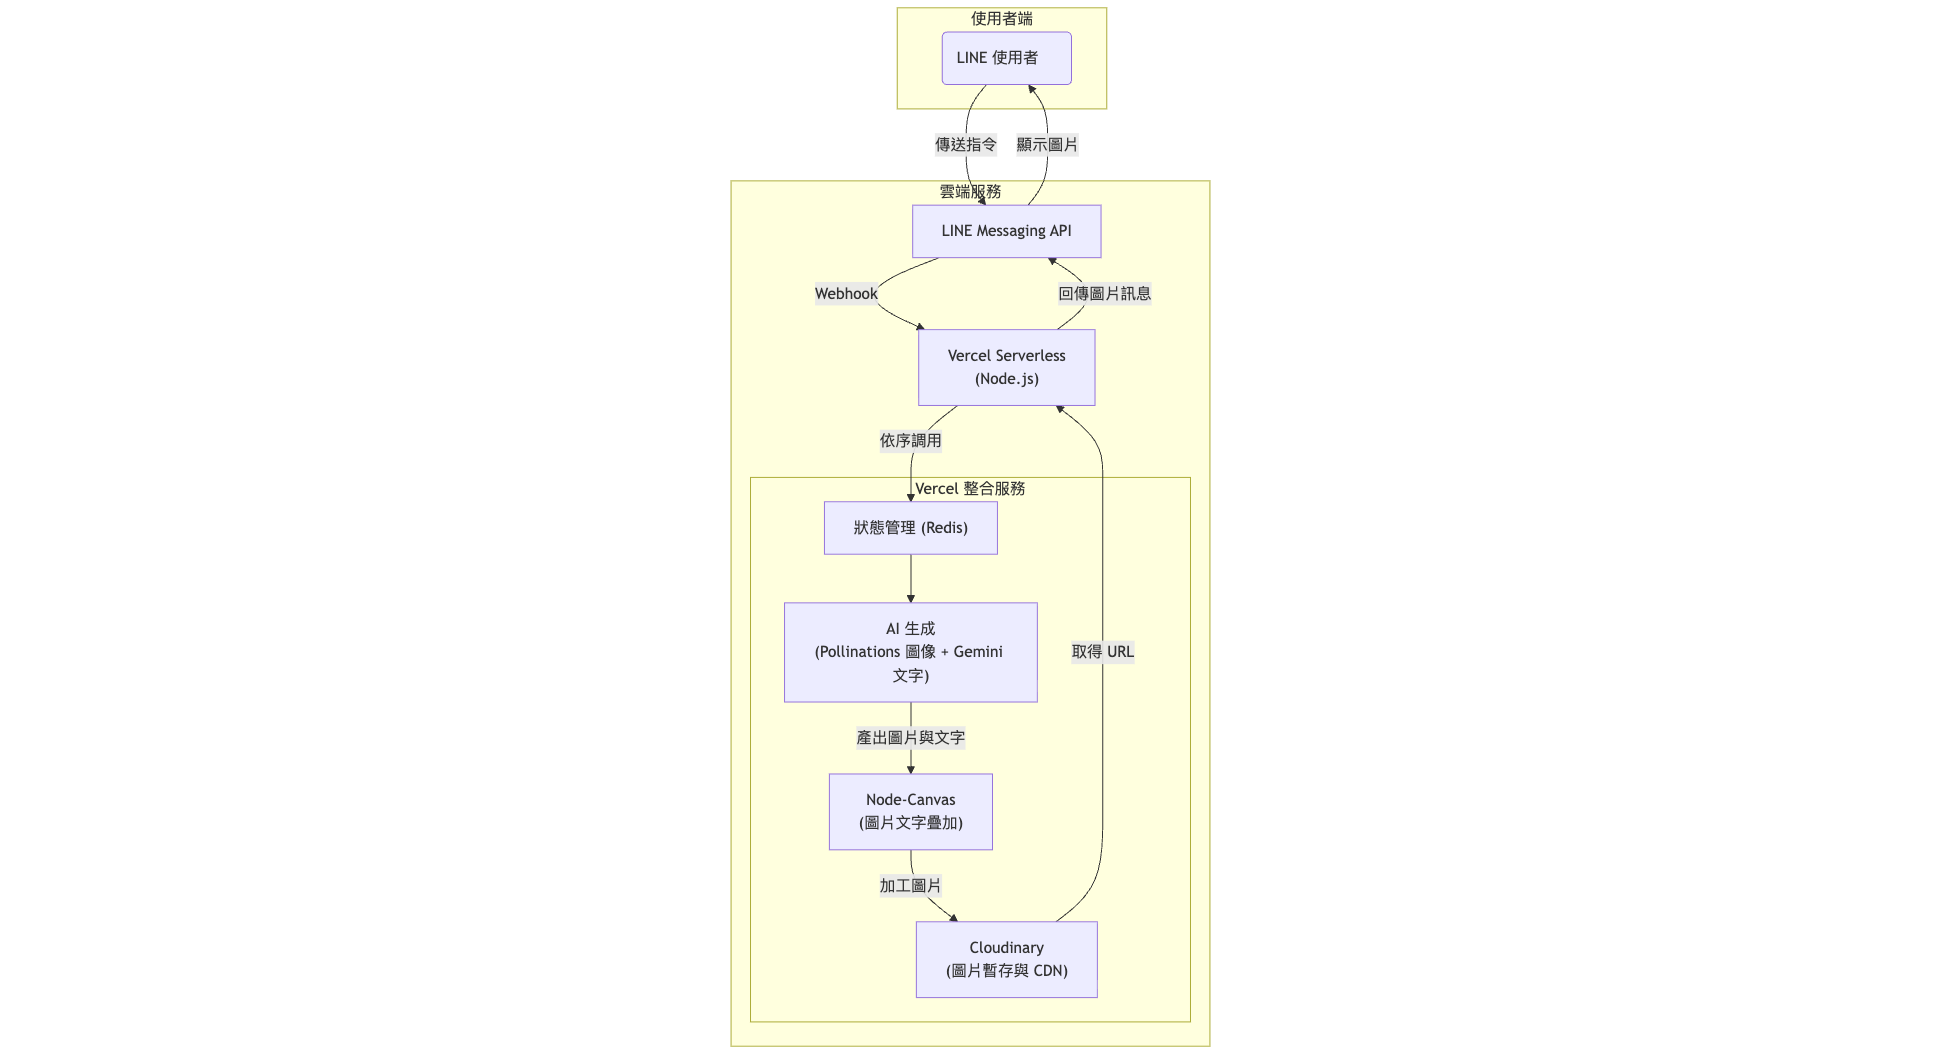 使用者端
LINE 使用者
傳送指令
顯示圖片
雲端服務
LINE Messaging API
Webhook
回傳圖片訊息
Vercel Serverless
(Node.js)
依序調用
Vercel 整合服務
狀態管理 (Redis)
AI 生成
(Pollinations 圖像 + Gemini
文字)
取得 URL
產出圖片與文字
Node-Canvas
(圖片文字疊加)
加工圖片
Cloudinary
(圖片暫存與 CDN)